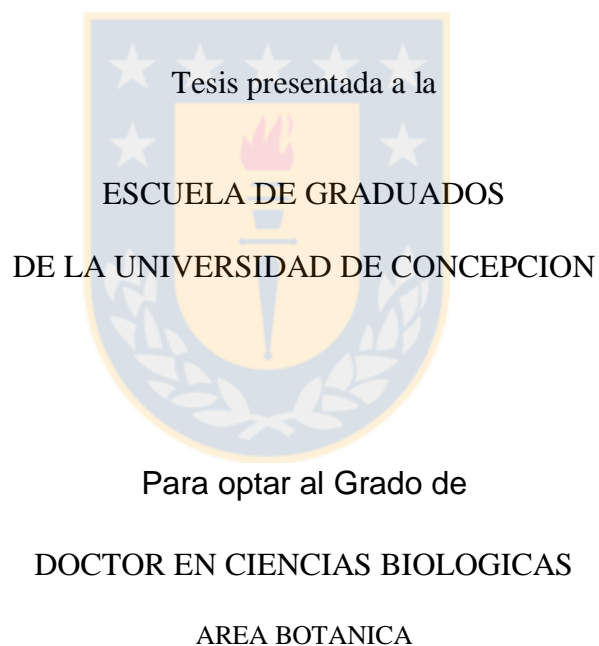 Tesis presentada a la
ESCUELA DE GRADUADOS
DE LA UNIVERSIDAD DE CONCEPCION
Para optar al Grado de
DOCTOR EN CIENCIAS BIOLOGICAS
AREA BOTANICA